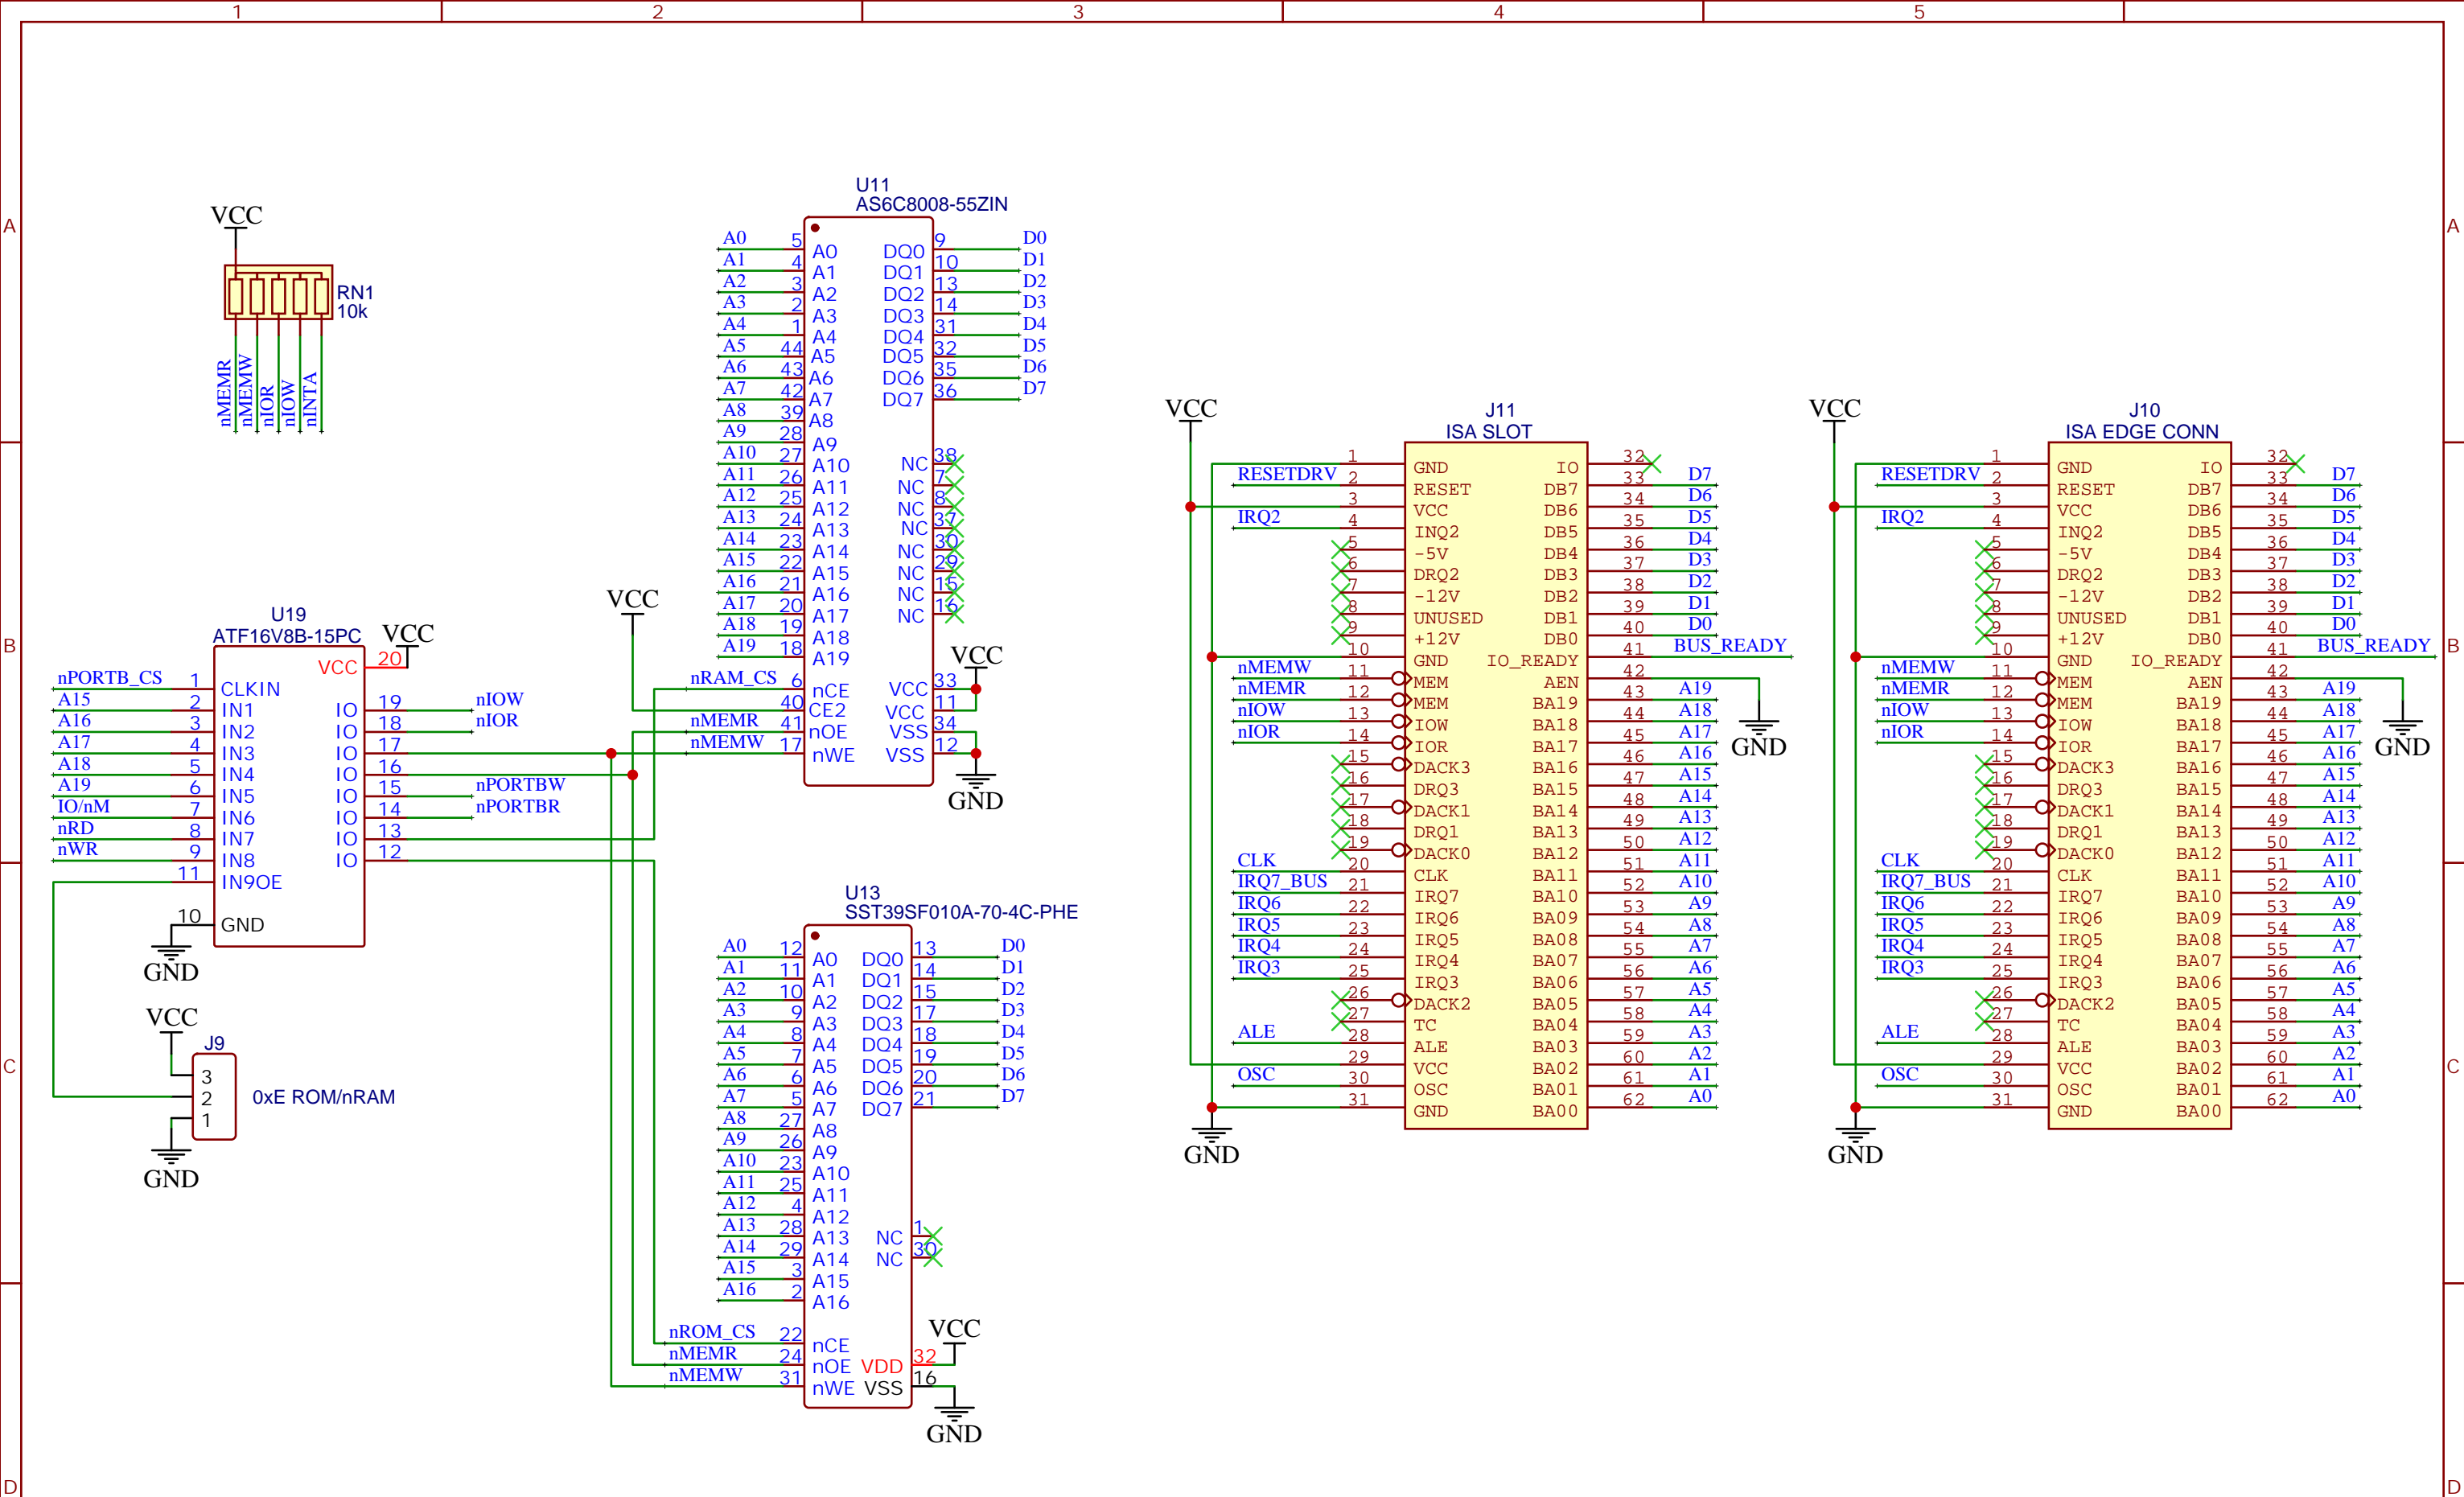 1 2 3 4 5
A A
B B
C C
D D
VCC
RN1
10k
nMEMR
nMEMW
nIOR
nIOW
nINTA
U19
ATF16V8B-15PC
VCC
VCC 20
nPORTB_CS 1 CLKIN
A15 2 IN1 IO 19 nIOW
A16 3 IN2 IO 18 nIOR
A17 4 IN3 IO 17
A18 5 IN4 IO 16
A19 6 IN5 IO 15 nPORTBW
IO/nM 7 IN6 IO 14 nPORTBR
nRD 8 IN7 IO 13
nWR 9 IN8 IO 12
11 IN9OE
10 GND
GND
VCC
J9
3
2
1
0xE ROM/nRAM
GND
VCC
U11
AS6C8008-55ZIN
A0 5 A0 DQ0 9 D0
A1 4 A1 DQ1 10 D1
A2 3 A2 DQ2 13 D2
A3 2 A3 DQ3 14 D3
A4 1 A4 DQ4 31 D4
A5 44 A5 DQ5 32 D5
A6 43 A6 DQ6 35 D6
A7 42 A7 DQ7 36 D7
A8 39 A8
A9 28 A9
A10 27 A10 NC 38
A11 26 A11 NC 7
A12 25 A12 NC 8
A13 24 A13 NC 37
A14 23 A14 NC 30
A15 22 A15 NC 29
A16 21 A16 NC 15
A17 20 A17 NC 16
A18 19 A18
A19 18 A19
VCC
nRAM_CS 6 nCE VCC 33
40 CE2 VCC 11
nMEMR 41 nOE VSS 34
nMEMW 17 nWE VSS 12
GND
U13
SST39SF010A-70-4C-PHE
A0 12 A0 DQ0 13 D0
A1 11 A1 DQ1 14 D1
A2 10 A2 DQ2 15 D2
A3 9 A3 DQ3 17 D3
A4 8 A4 DQ4 18 D4
A5 7 A5 DQ5 19 D5
A6 6 A6 DQ6 20 D6
A7 5 A7 DQ7 21 D7
A8 27 A8
A9 26 A9
A10 23 A10
A11 25 A11
A12 4 A12
A13 28 A13 NC 1
A14 29 A14 NC 30
A15 3 A15
A16 2 A16
VCC
nROM_CS 22 nCE
nMEMR 24 nOE VDD 32
nMEMW 31 nWE VSS 16
GND
VCC
J11
ISA SLOT
1 GND IO 32
RESETDRV 2 RESET DB7 33 D7
3 VCC DB6 34 D6
IRQ2 4 INQ2 DB5 35 D5
5 -5V DB4 36 D4
6 DRQ2 DB3 37 D3
7 -12V DB2 38 D2
8 UNUSED DB1 39 D1
9 +12V DB0 40 D0
10 GND IO_READY 41 BUS_READY
nMEMW 11 MEM AEN 42
nMEMR 12 MEM BA19 43 A19
nIOW 13 IOW BA18 44 A18
nIOR 14 IOR BA17 45 A17
15 DACK3 BA16 46 A16
16 DRQ3 BA15 47 A15
17 DACK1 BA14 48 A14
18 DRQ1 BA13 49 A13
19 DACK0 BA12 50 A12
CLK 20 CLK BA11 51 A11
IRQ7_BUS 21 IRQ7 BA10 52 A10
IRQ6 22 IRQ6 BA09 53 A9
IRQ5 23 IRQ5 BA08 54 A8
IRQ4 24 IRQ4 BA07 55 A7
IRQ3 25 IRQ3 BA06 56 A6
26 DACK2 BA05 57 A5
27 TC BA04 58 A4
ALE 28 ALE BA03 59 A3
29 VCC BA02 60 A2
OSC 30 OSC BA01 61 A1
31 GND BA00 62 A0
GND
GND
VCC
J10
ISA EDGE CONN
1 GND IO 32
RESETDRV 2 RESET DB7 33 D7
3 VCC DB6 34 D6
IRQ2 4 INQ2 DB5 35 D5
5 -5V DB4 36 D4
6 DRQ2 DB3 37 D3
7 -12V DB2 38 D2
8 UNUSED DB1 39 D1
9 +12V DB0 40 D0
10 GND IO_READY 41 BUS_READY
nMEMW 11 MEM AEN 42
nMEMR 12 MEM BA19 43 A19
nIOW 13 IOW BA18 44 A18
nIOR 14 IOR BA17 45 A17
15 DACK3 BA16 46 A16
16 DRQ3 BA15 47 A15
17 DACK1 BA14 48 A14
18 DRQ1 BA13 49 A13
19 DACK0 BA12 50 A12
CLK 20 CLK BA11 51 A11
IRQ7_BUS 21 IRQ7 BA10 52 A10
IRQ6 22 IRQ6 BA09 53 A9
IRQ5 23 IRQ5 BA08 54 A8
IRQ4 24 IRQ4 BA07 55 A7
IRQ3 25 IRQ3 BA06 56 A6
26 DACK2 BA05 57 A5
27 TC BA04 58 A4
ALE 28 ALE BA03 59 A3
29 VCC BA02 60 A2
OSC 30 OSC BA01 61 A1
31 GND BA00 62 A0
GND
GND